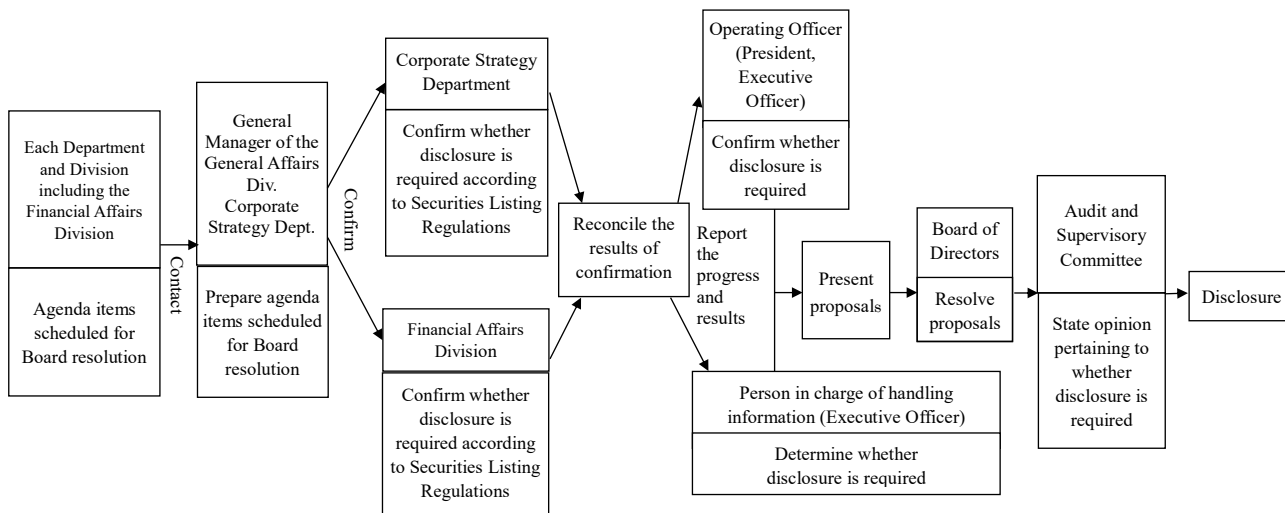 Each Department
and Division
including the
Financial Affairs
Division
Agenda items
scheduled for
Board resolution
Contact
General
Manager of the
General Affairs
Div.
Corporate
Strategy Dept.
Prepare agenda
items scheduled
for Board
resolution
Confirm
Corporate Strategy
Department
Confirm whether
disclosure is
required according
to Securities Listing
Regulations
Financial Affairs
Division
Confirm whether
disclosure is
required according
to Securities Listing
Regulations
Reconcile the
results of
confirmation
Report
the
progress
and
results
Operating Officer
(President,
Executive
Officer)
Confirm whether
disclosure is
required
Person in charge of handling
information (Executive Officer)
Determine whether
disclosure is required
Present
proposals
Board of
Directors
Resolve
proposals
Audit and
Supervisory
Committee
State opinion
pertaining to
whether
disclosure is
required
Disclosure